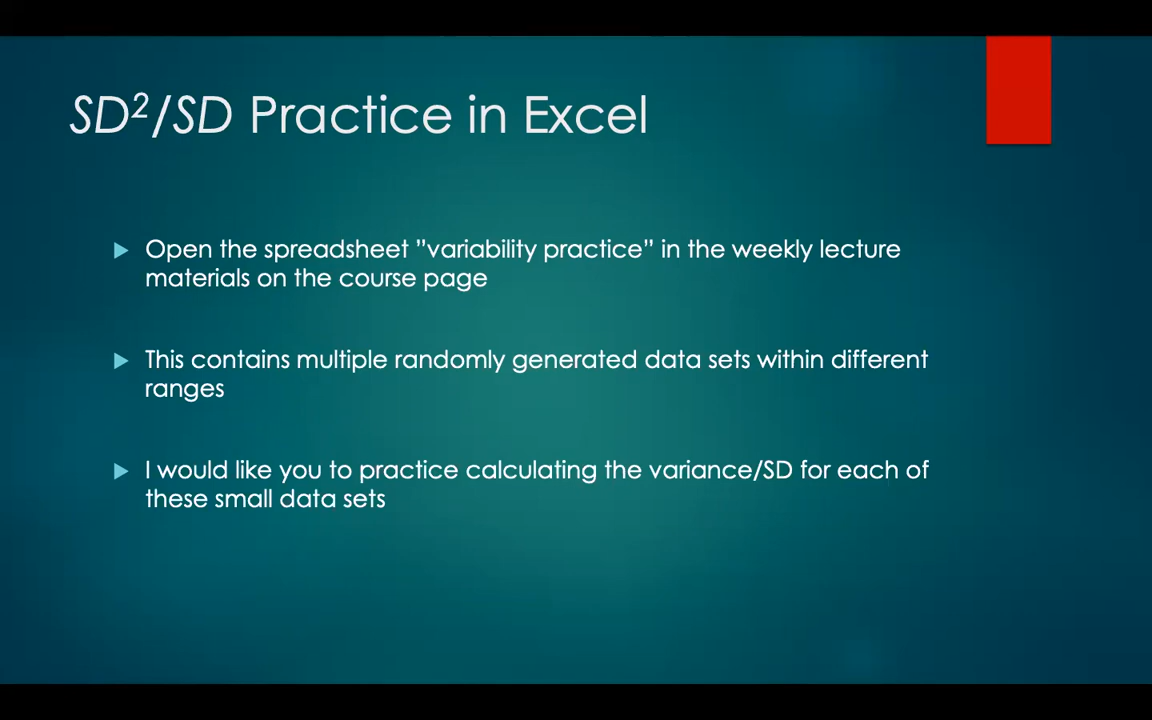 SD²/SD Practice in Excel
Open the spreadsheet ”variability practice” in the weekly lecture
materials on the course page
This contains multiple randomly generated data sets within different
ranges
I would like you to practice calculating the variance/SD for each of
these small data sets